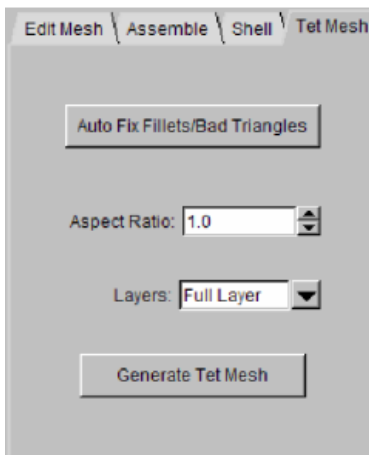 Edit Mesh Assemble Shell Tet Mesh
Auto Fix Fillets/Bad Triangles
Aspect Ratio: 1.0
Layers: Full Layer
Generate Tet Mesh